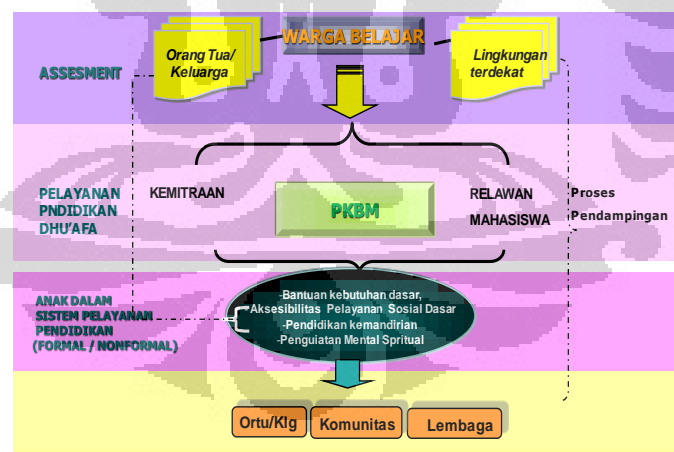 WARGA BELAJAR
Orang Tua/
Keluarga
Lingkungan
terdekat
ASSESMENT
PELAYANAN
PNDIDIKAN
DHU'AFA
KEMITRAAN
PKBM
RELAWAN
MAHASISWA
Proses
Pendampingan
ANAK DALAM
SISTEM PELAYANAN
PENDIDIKAN
(FORMAL / NONFORMAL)
-Bantuan kebutuhan dasar,
Aksesibilitas Pelayanan Sosial Dasar
-Pendidikan kemandirian
-Penguiatan Mental Spritual
Ortu/Klg
Komunitas
Lembaga